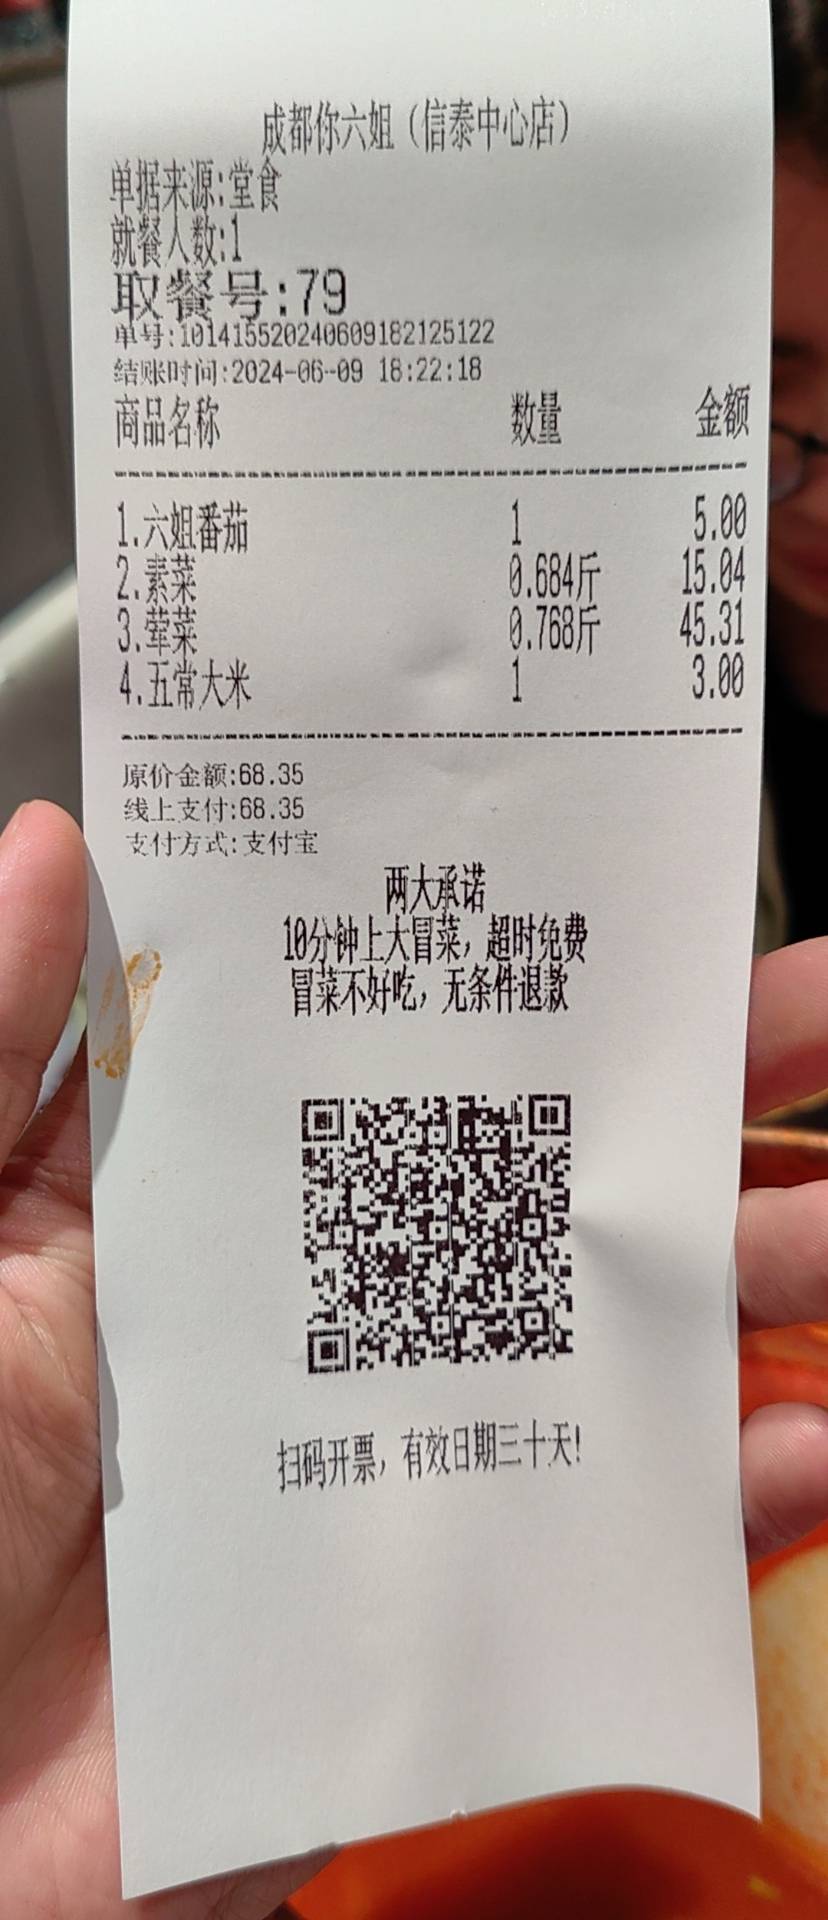 成都你六姐（信泰中心店）
单据来源:堂食
就餐人数:1
取餐号:79
单号:10141552024060918212512​2
结账时间:2024-06-09 18:22:18
商品名称 数量 金额
1.六姐番茄 1 5.00
2.素菜 0.684斤 15.04
3.荤菜 0.768斤 45.31
4.五常大米 1 3.00
原价金额:68.35
线上支付:68.35
支付方式:支付宝
两大承诺
10分钟上大冒菜，超时免费
冒菜不好吃，无条件退款
扫码开票，有效日期三十天!